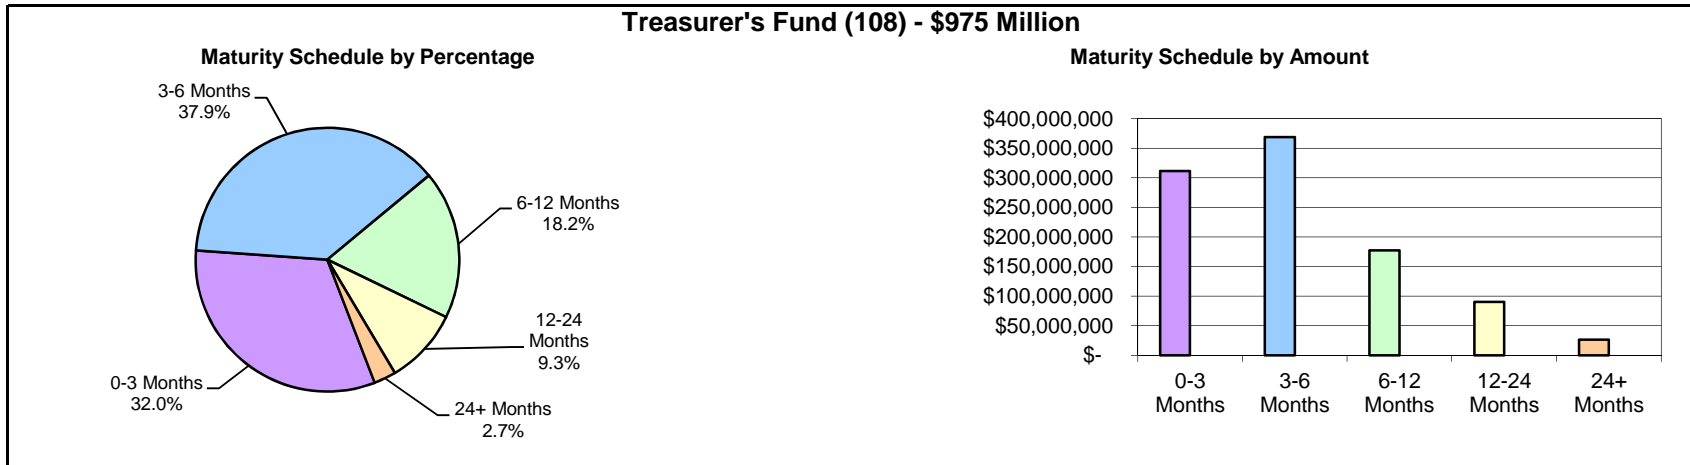 Treasurer's Fund (108) - $975 Million
Maturity Schedule by Percentage
3-6 Months
37.9%
6-12 Months
18.2%
12-24
Months
9.3%
0-3 Months
32.0%
24+ Months
2.7%
Maturity Schedule by Amount
$400,000,000
$350,000,000
$300,000,000
$250,000,000
$200,000,000
$150,000,000
$100,000,000
$50,000,000
$-
0-3
Months
3-6
Months
6-12
Months
12-24
Months
24+
Months